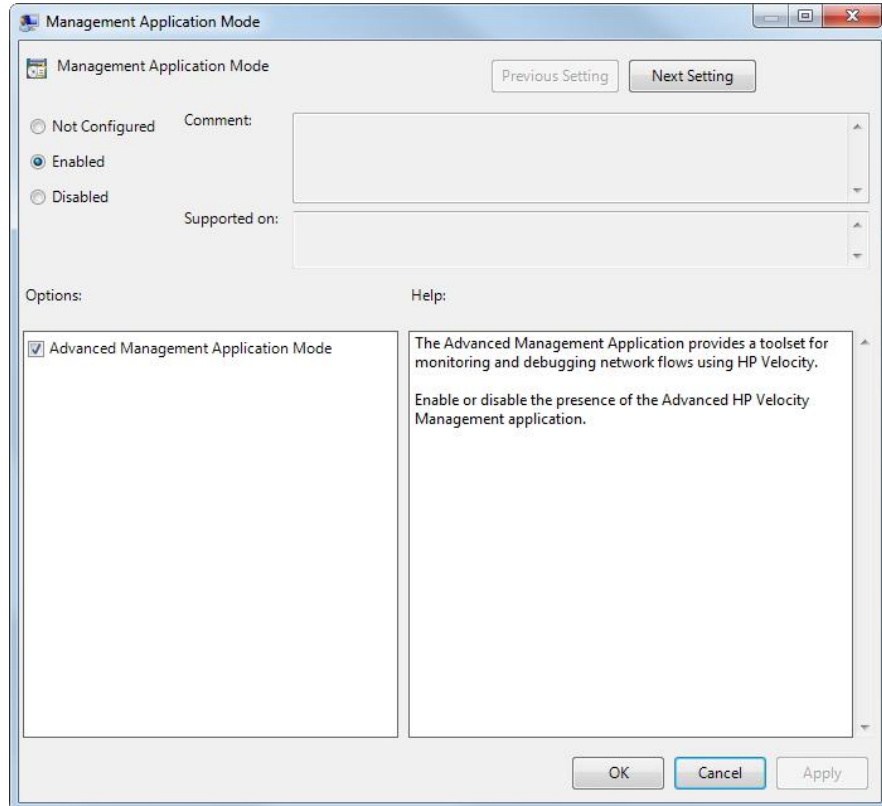 Management Application Mode
Management Application Mode
Previous Setting
Next Setting
Not Configured
Comment:
Enabled
Disabled
Supported on:
Options:
Help:
Advanced Management Application Mode
The Advanced Management Application provides a toolset for
monitoring and debugging network flows using HP Velocity.
Enable or disable the presence of the Advanced HP Velocity
Management application.
OK
Cancel
Apply